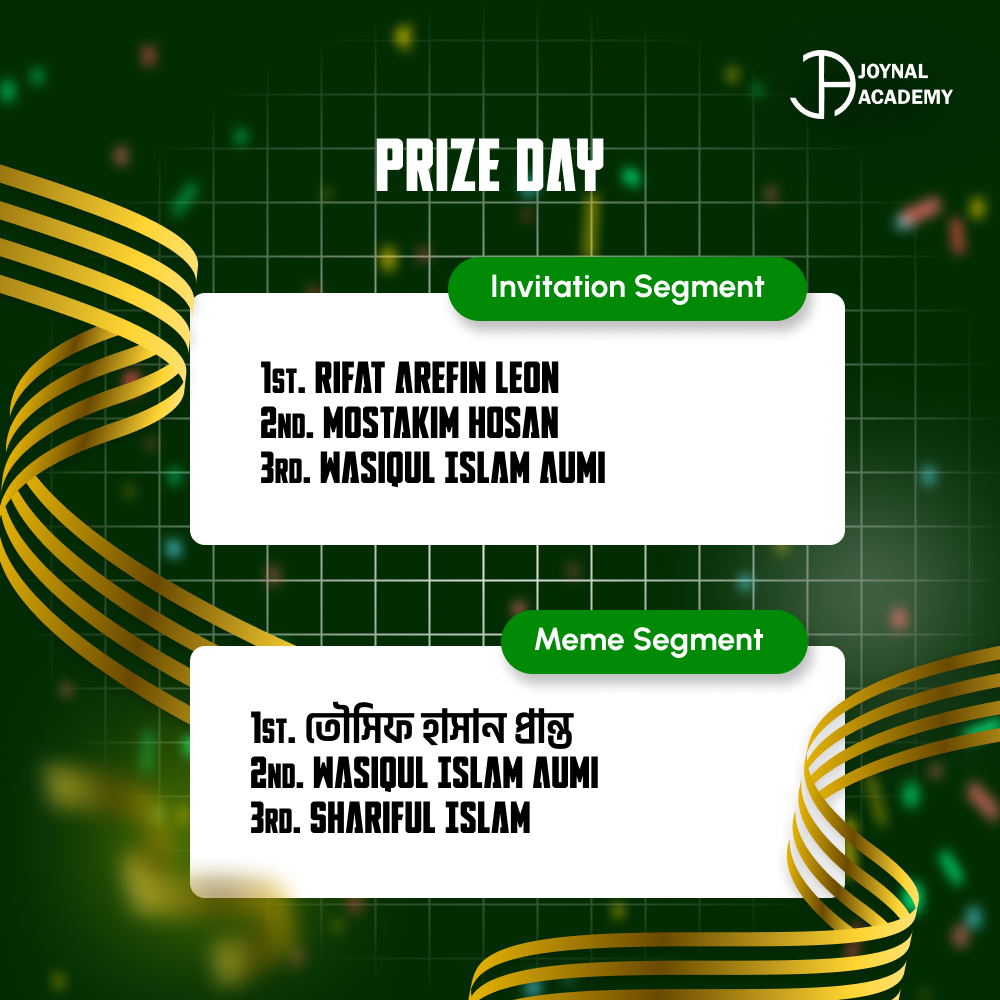 JOYNAL
ACADEMY
PRIZE DAY
Invitation Segment
1ST. RIFAT AREFIN LEON
2ND. MOSTAKIM HOSAN
3RD. WASIQUL ISLAM AUMI
Meme Segment
1ST. তৌসিফ হাসান প্রান্ত
2ND. WASIQUL ISLAM AUMI
3RD. SHARIFUL ISLAM